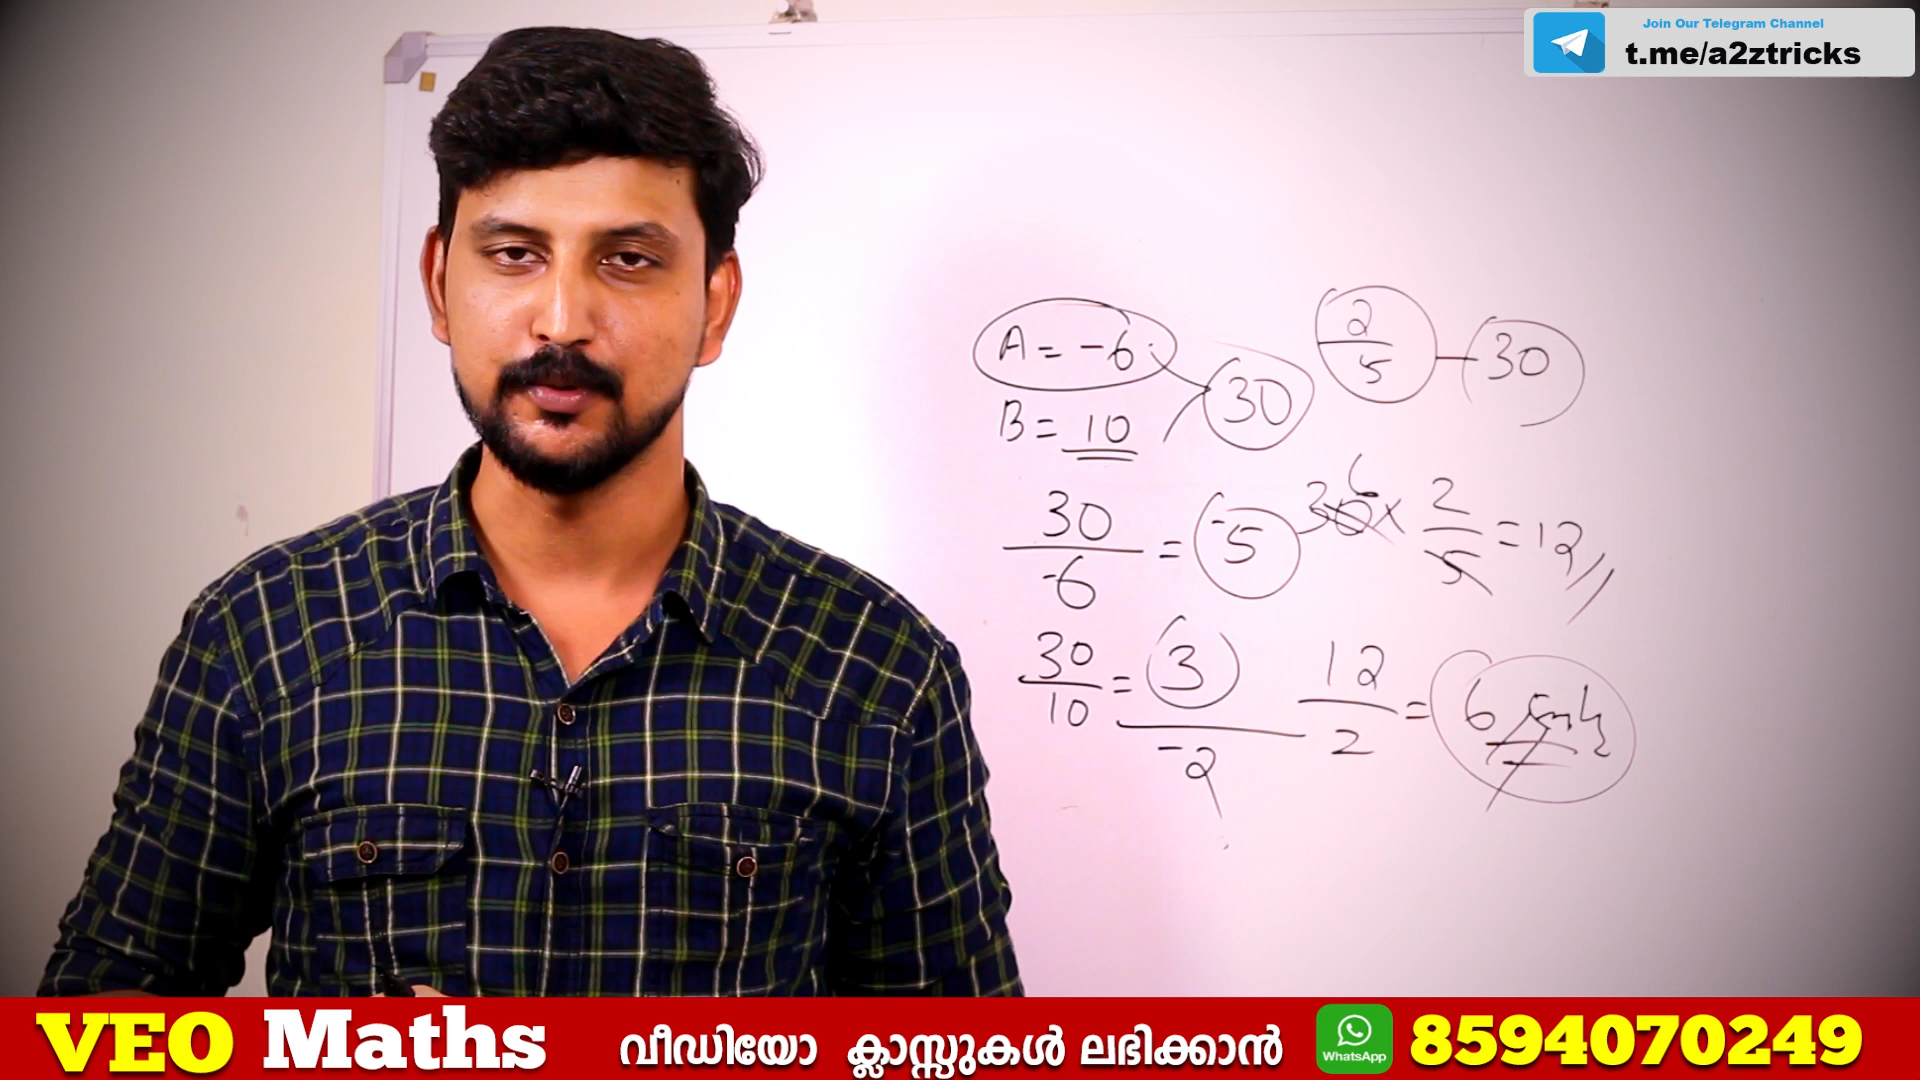 Join Our Telegram Channel
t.me/a2ztricks
A = -6
B = 10
30
2/5 - 30
30/-6 = -5
30 6 × 2/5 = 12
30/10 = 3
-2
12/2 = 6
VEO Maths വീഡിയോ ക്ലാസ്സുകൾ ലഭിക്കാൻ WhatsApp 8594070249